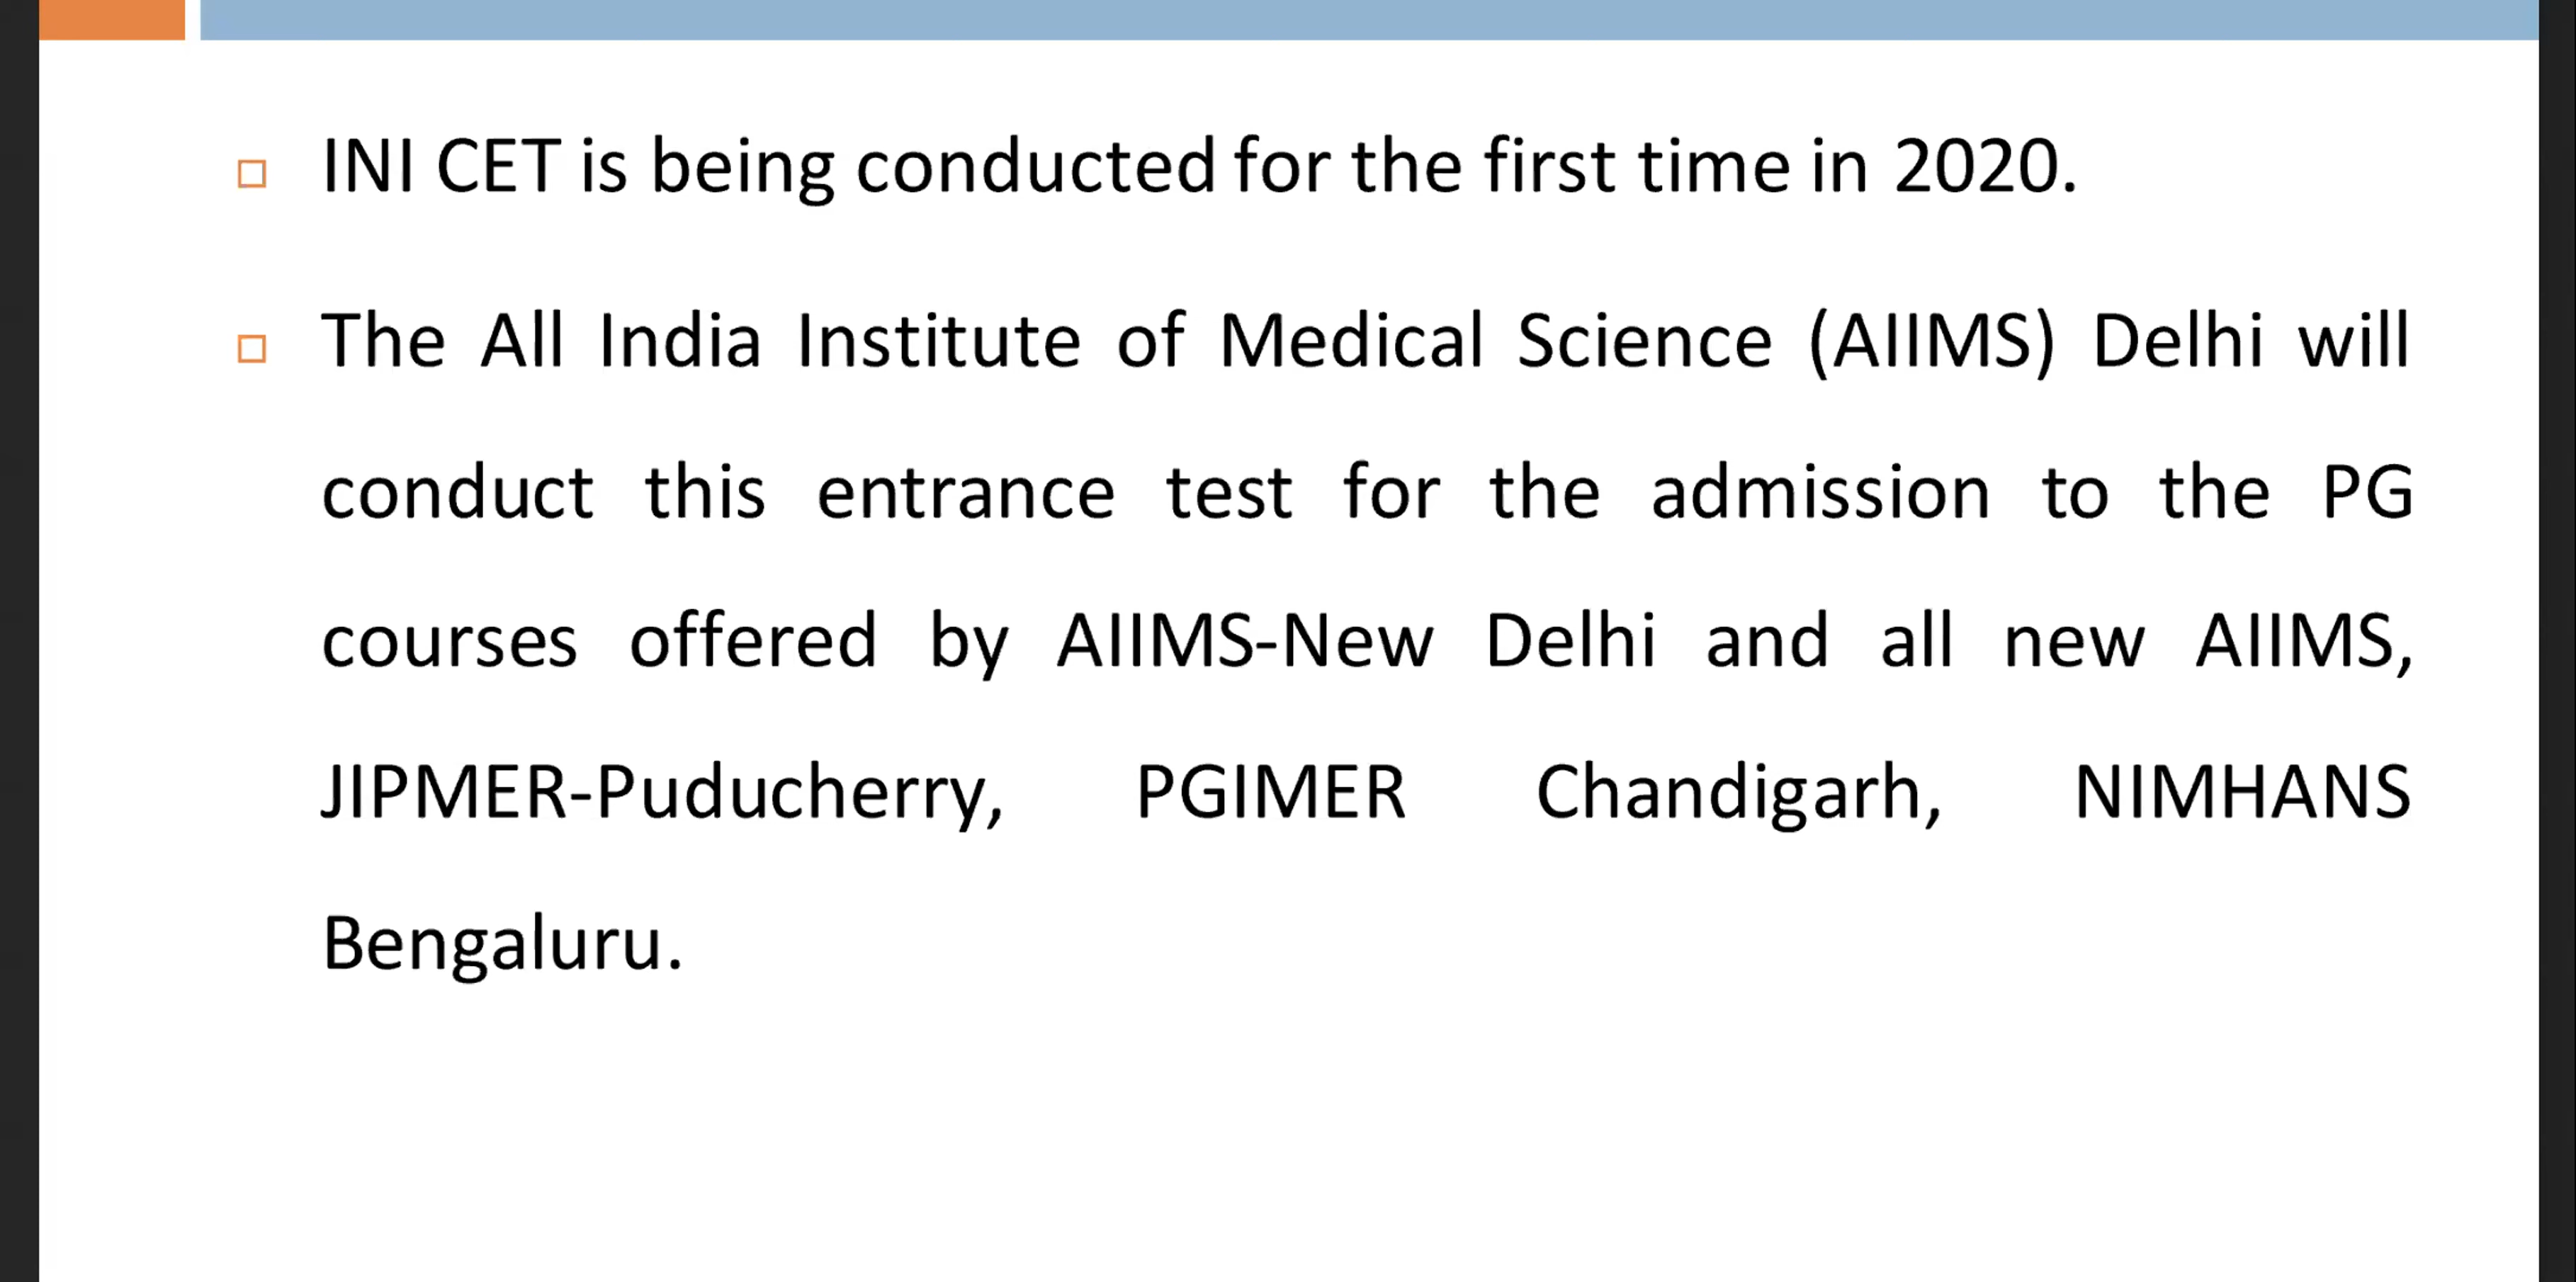 INI CET is being conducted for the first time in 2020.
The All India Institute of Medical Science (AIIMS) Delhi will
conduct this entrance test for the admission to the PG
courses offered by AIIMS-New Delhi and all new AIIMS,
JIPMER-Puducherry, PGIMER Chandigarh, NIMHANS
Bengaluru.